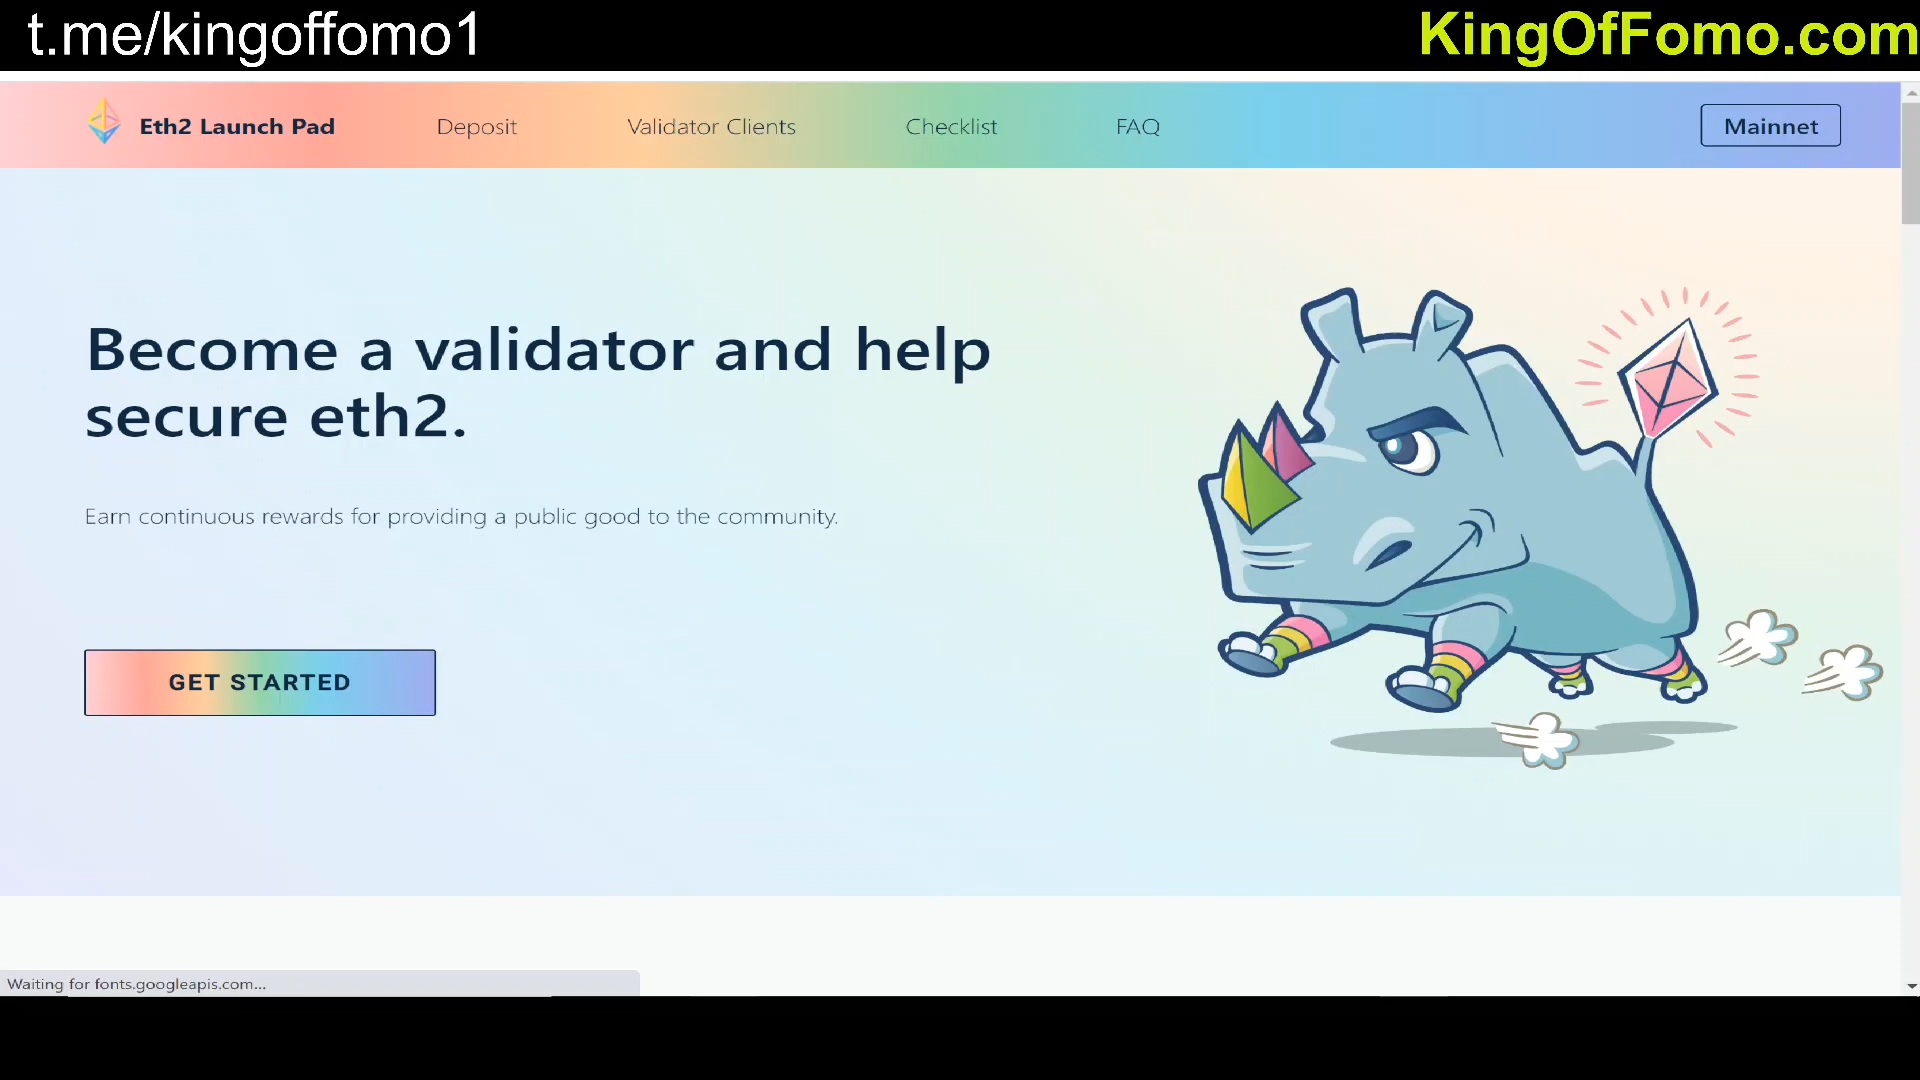 t.me/kingoffomo1
KingOfFomo.com
Eth2 Launch Pad
Deposit
Validator Clients
Checklist
FAQ
Mainnet
Become a validator and help
secure eth2.
Earn continuous rewards for providing a public good to the community.
GET STARTED
Waiting for fonts.googleapis.com...